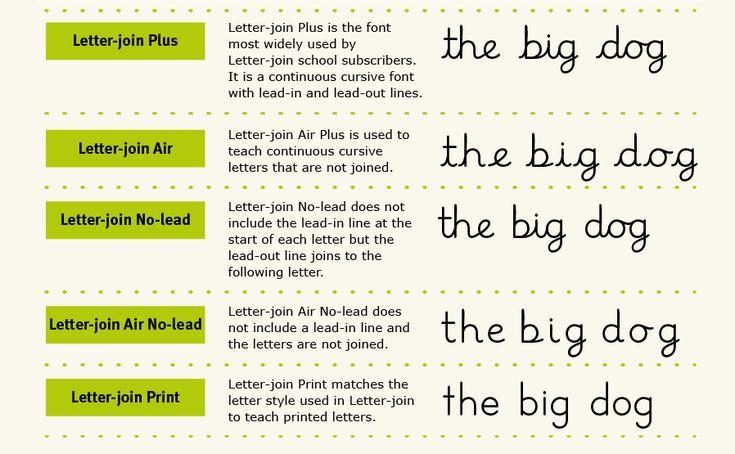 Letter-join Plus
Letter-join Plus is the font
most widely used by
Letter-join school subscribers.
It is a continuous cursive font
with lead-in and lead-out lines.
the big dog
Letter-join Air
Letter-join Air Plus is used to
teach continuous cursive
letters that are not joined.
the big dog
Letter-join No-lead
Letter-join No-lead does not
include the lead-in line at the
start of each letter but the
lead-out line joins to the
following letter.
the big dog
Letter-join Air No-lead
Letter-join Air No-lead does
not include a lead-in line and
the letters are not joined.
the big dog
Letter-join Print
Letter-join Print matches the
letter style used in Letter-join
to teach printed letters.
the big dog